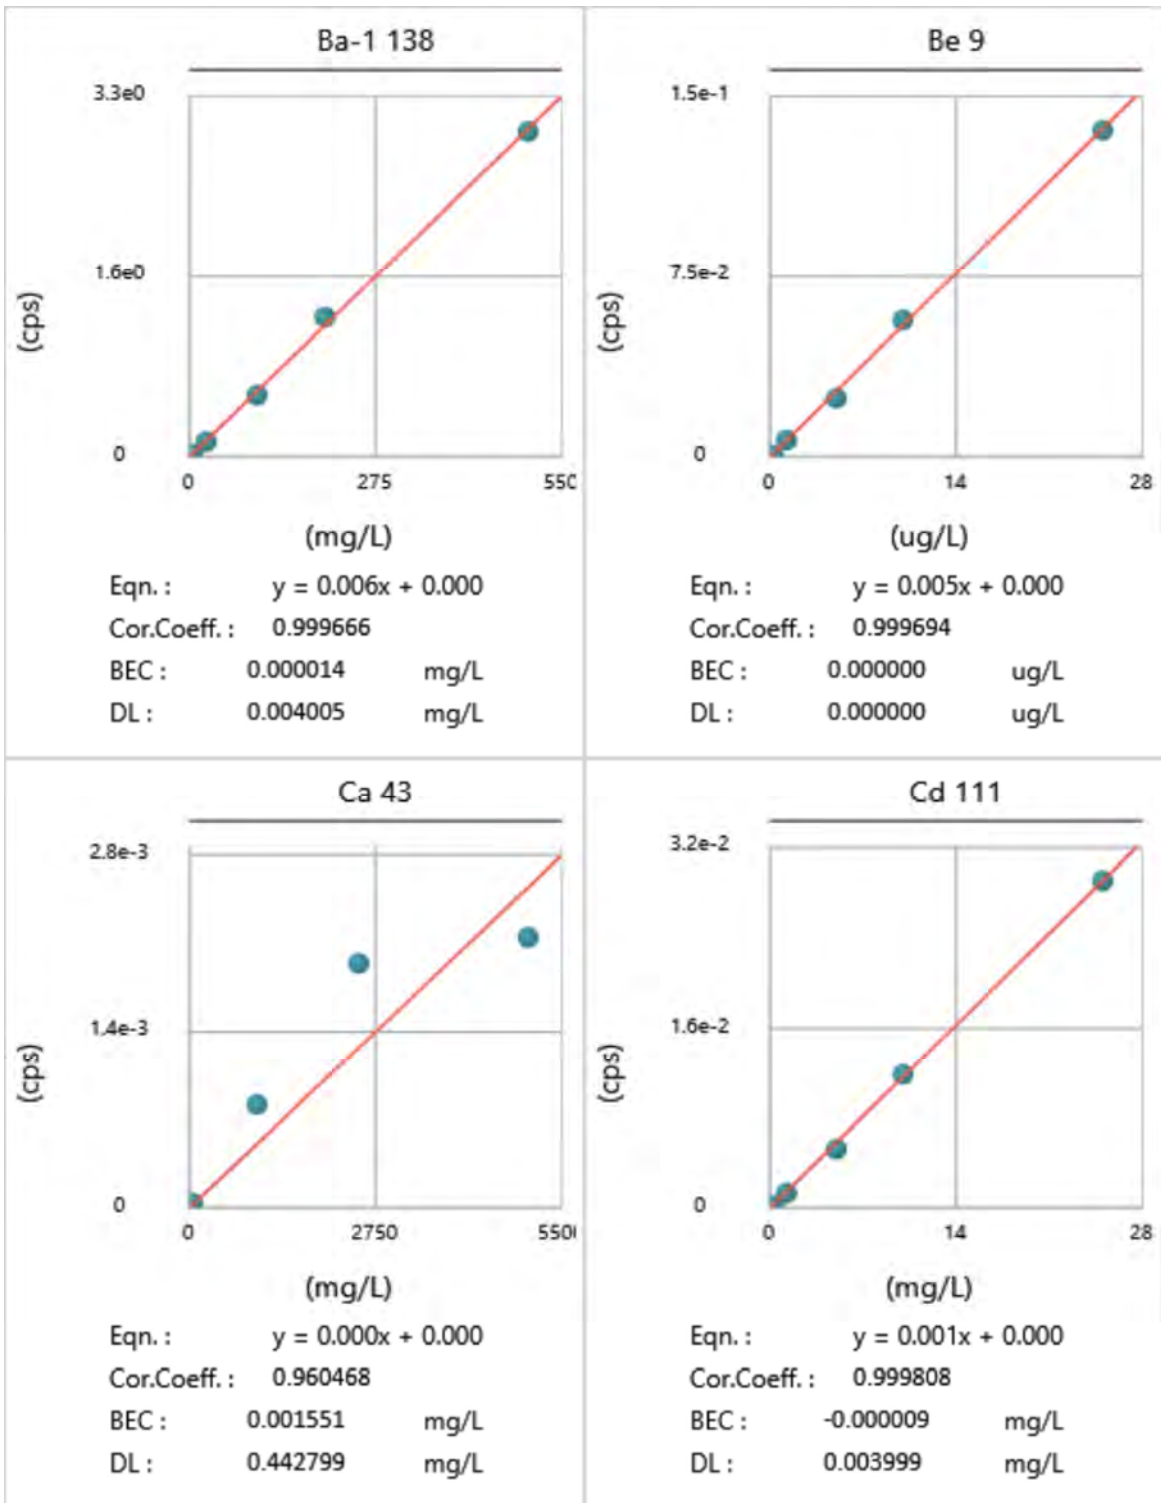 Ba-1 138
3.3e0
1.6e0
0
(cps)
0 275 550
(mg/L)
Eqn. : y = 0.006x + 0.000
Cor.Coeff. : 0.999666
BEC : 0.000014 mg/L
DL : 0.004005 mg/L
Be 9
1.5e-1
7.5e-2
0
(cps)
0 14 28
(ug/L)
Eqn. : y = 0.005x + 0.000
Cor.Coeff. : 0.999694
BEC : 0.000000 ug/L
DL : 0.000000 ug/L
Ca 43
2.8e-3
1.4e-3
0
(cps)
0 2750
(mg/L)
Eqn. : y = 0.000x + 0.000
Cor.Coeff. : 0.960468
BEC : 0.001551 mg/L
DL : 0.442799 mg/L
Cd 111
3.2e-2
1.6e-2
0
(cps)
0 14 28
(mg/L)
Eqn. : y = 0.001x + 0.000
Cor.Coeff. : 0.999808
BEC : -0.000009 mg/L
DL : 0.003999 mg/L